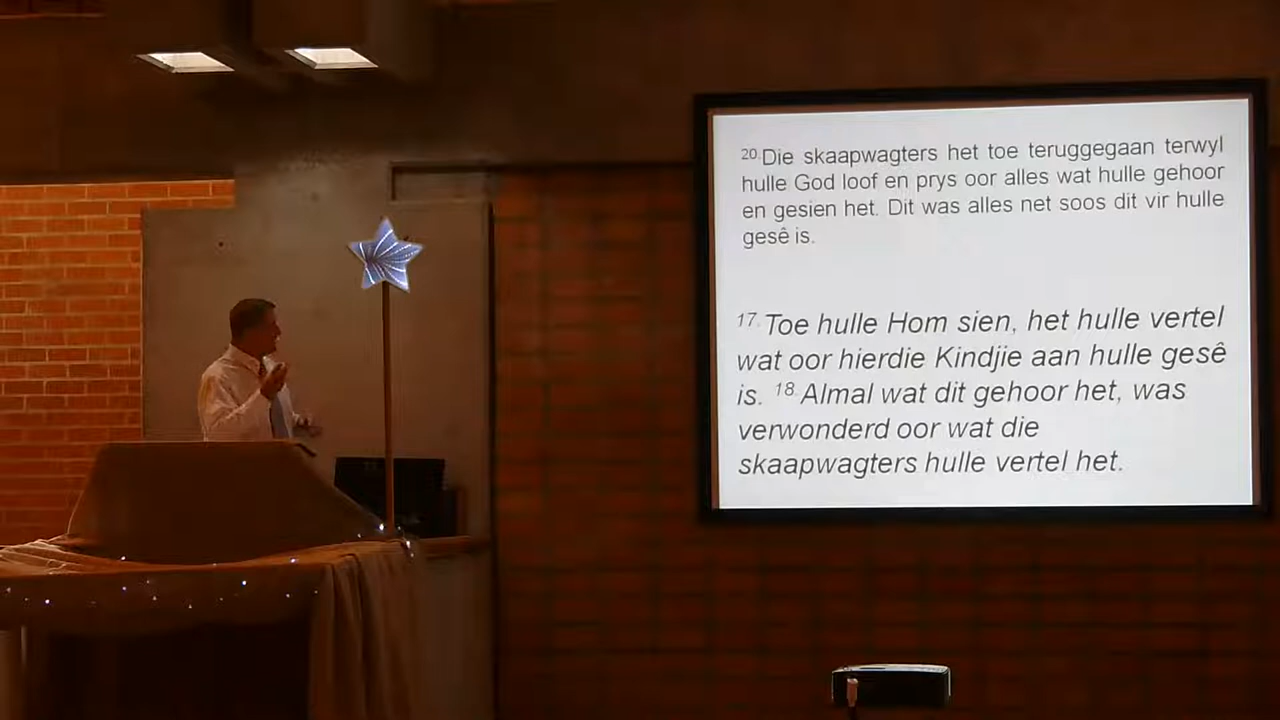 20.Die skaapwagters het toe teruggegaan terwyl
hulle God loof en prys oor alles wat hulle gehoor
en gesien het. Dit was alles net soos dit vir hulle
gesê is.
17.Toe hulle Hom sien, het hulle vertel
wat oor hierdie Kindjie aan hulle gesê
is. 18.Almal wat dit gehoor het, was
verwonderd oor wat die
skaapwagters hulle vertel het.